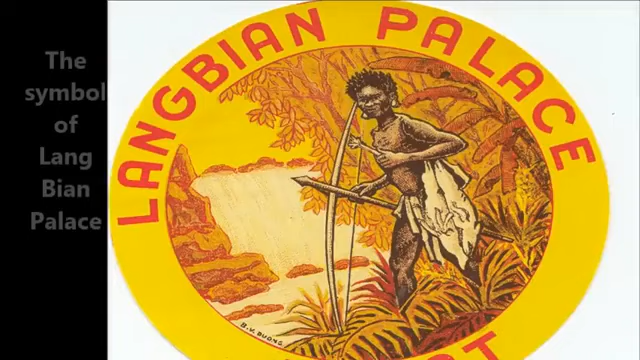 The
symbol
of
Lang
Bian
Palace
LANGBIAN PALACE
B.V. DUONG